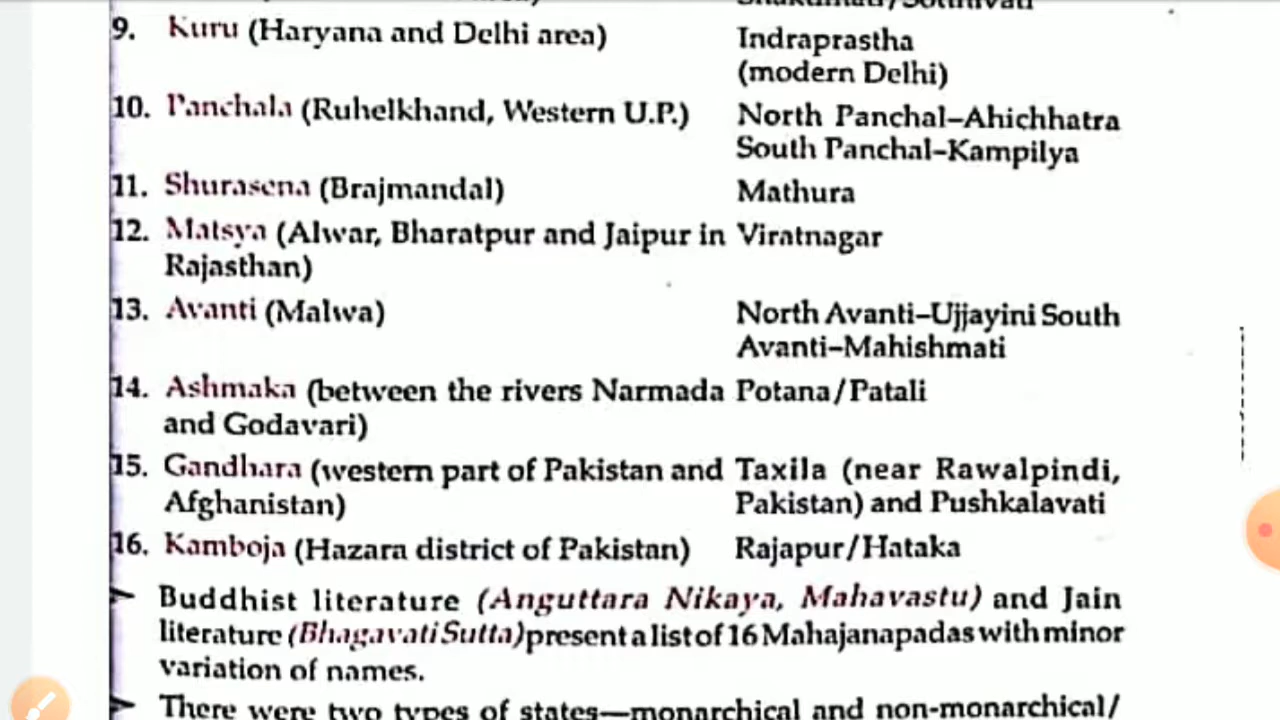 9. Kuru (Haryana and Delhi area) Indraprastha
(modern Delhi)
10. Panchala (Ruhelkhand, Western U.P.) North Panchal–Ahichhatra
South Panchal–Kampilya
11. Shurasena (Brajmandal) Mathura
12. Matsya (Alwar, Bharatpur and Jaipur in Viratnagar
Rajasthan)
13. Avanti (Malwa) North Avanti–Ujjayini South
Avanti–Mahishmati
14. Ashmaka (between the rivers Narmada Potana/Patali
and Godavari)
15. Gandhara (western part of Pakistan and Taxila (near Rawalpindi,
Afghanistan) Pakistan) and Pushkalavati
16. Kamboja (Hazara district of Pakistan) Rajapur/Hataka
➤ Buddhist literature (Anguttara Nikaya, Mahavastu) and Jain
literature (Bhagavati Sutta) present a list of 16 Mahajanapadas with minor
variation of names.
➤ There were two types of states—monarchical and non-monarchical/